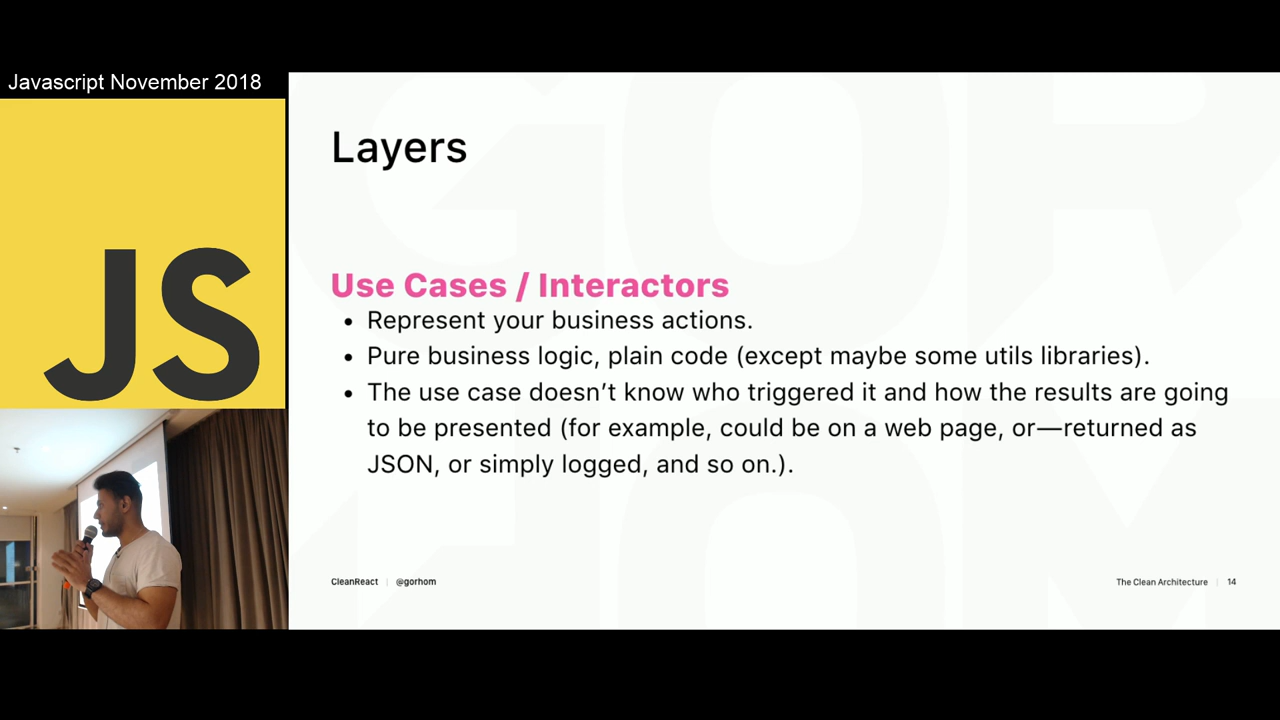 Javascript November 2018
JS
Layers
Use Cases / Interactors
• Represent your business actions.
• Pure business logic, plain code (except maybe some utils libraries).
• The use case doesn’t know who triggered it and how the results are going
to be presented (for example, could be on a web page, or—returned as
JSON, or simply logged, and so on.).
CleanReact | @gorhom
The Clean Architecture | 14